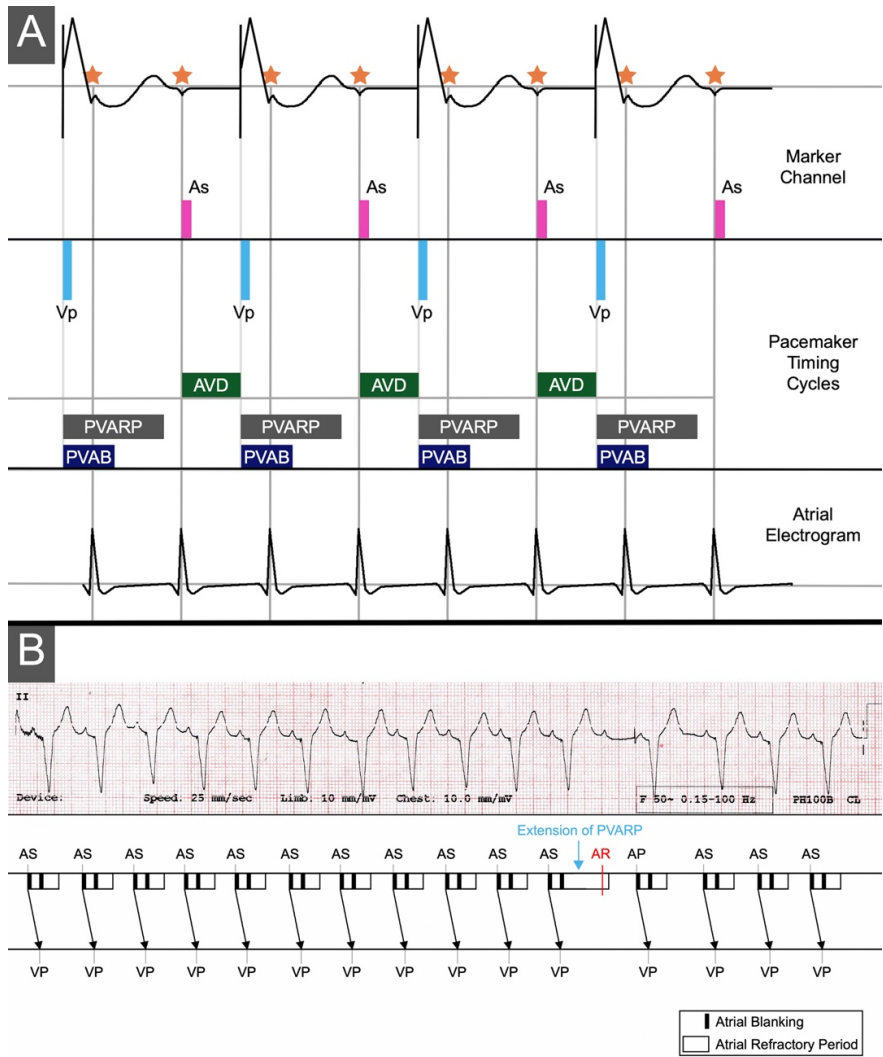 A
As As As As
Marker
Channel
Vp Vp Vp Vp
Pacemaker
Timing
Cycles
AVD AVD AVD
PVARP PVARP PVARP PVARP
PVAB PVAB PVAB PVAB
Atrial
Electrogram
B
II
Device: Speed: 25 mm/sec Limb: 10 mm/mV Chest: 10.0 mm/mV F 50~ 0.15-100 Hz PH100B CL
Extension of PVARP
AS AS AS AS AS AS AS AS AS AS AS AR AP AS AS AS
VP VP VP VP VP VP VP VP VP VP VP VP VP VP VP
Atrial Blanking
Atrial Refractory Period